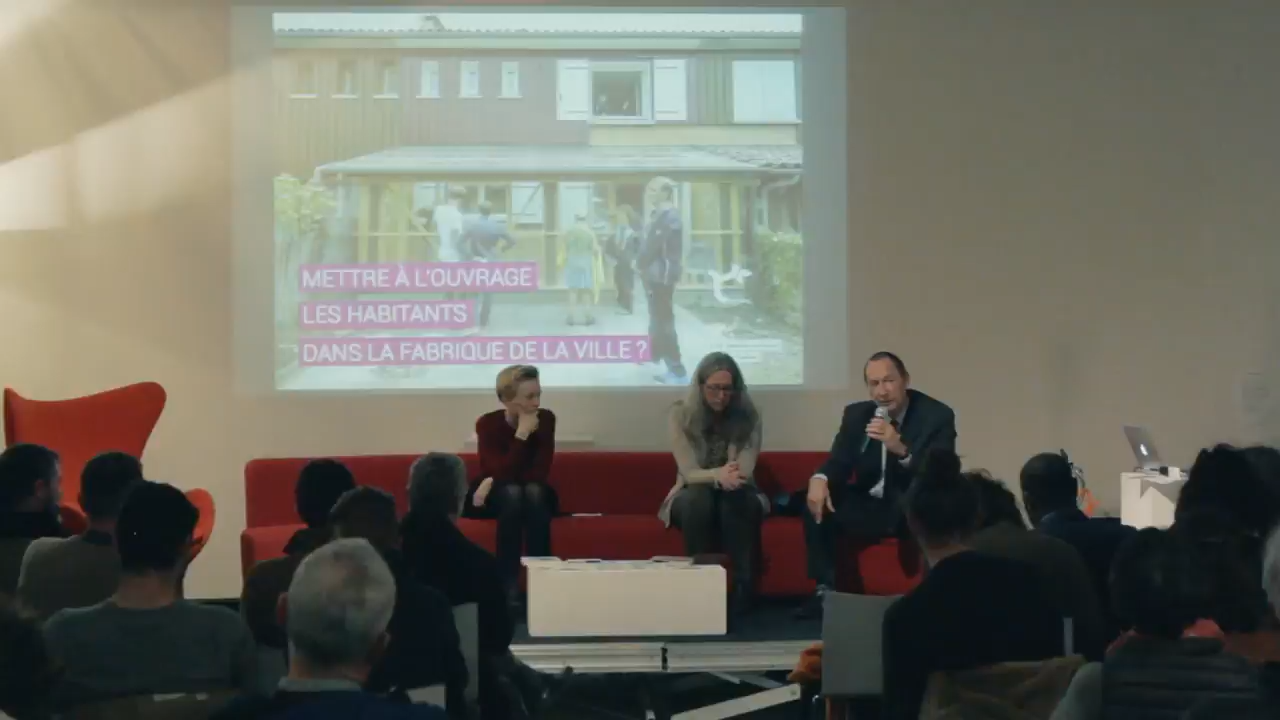 METTRE À L'OUVRAGE
LES HABITANTS
DANS LA FABRIQUE DE LA VILLE ?